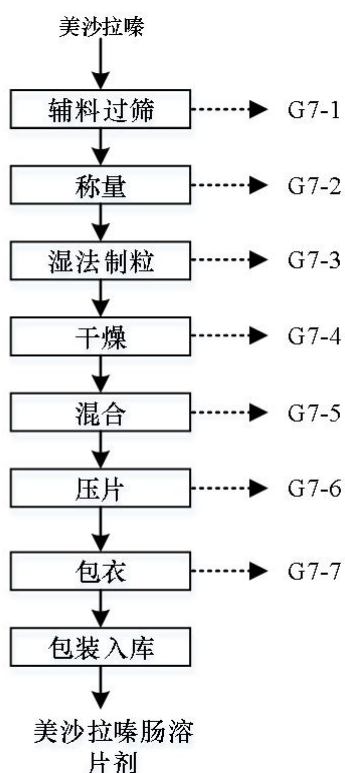 美沙拉嗪
辅料过筛 G7-1
称量 G7-2
湿法制粒 G7-3
干燥 G7-4
混合 G7-5
压片 G7-6
包衣 G7-7
包装入库
美沙拉嗪肠溶
片剂